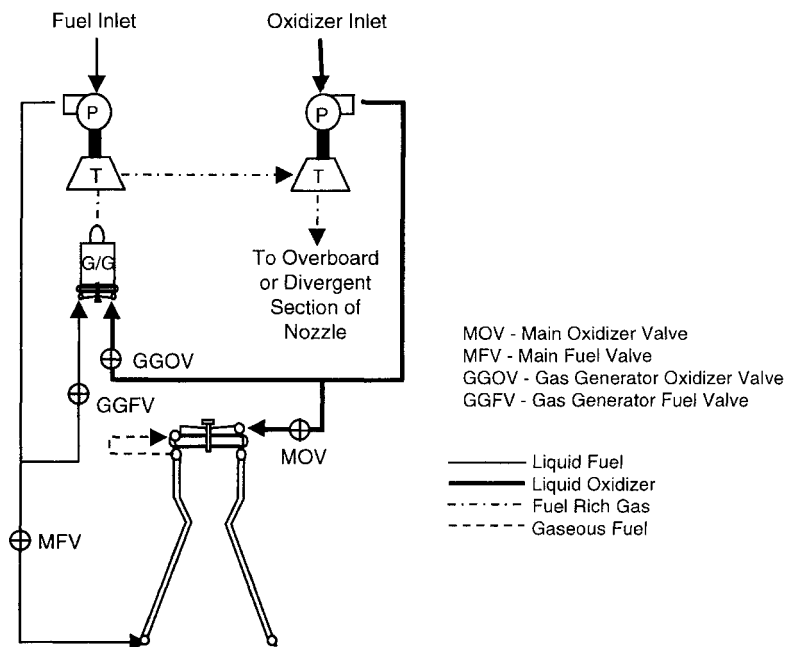 Fuel Inlet
Oxidizer Inlet
P
P
T
T
G/G
To Overboard
or Divergent
Section of
Nozzle
GGOV
GGFV
MOV
MFV
MOV - Main Oxidizer Valve
MFV - Main Fuel Valve
GGOV - Gas Generator Oxidizer Valve
GGFV - Gas Generator Fuel Valve
Liquid Fuel
Liquid Oxidizer
Fuel Rich Gas
Gaseous Fuel